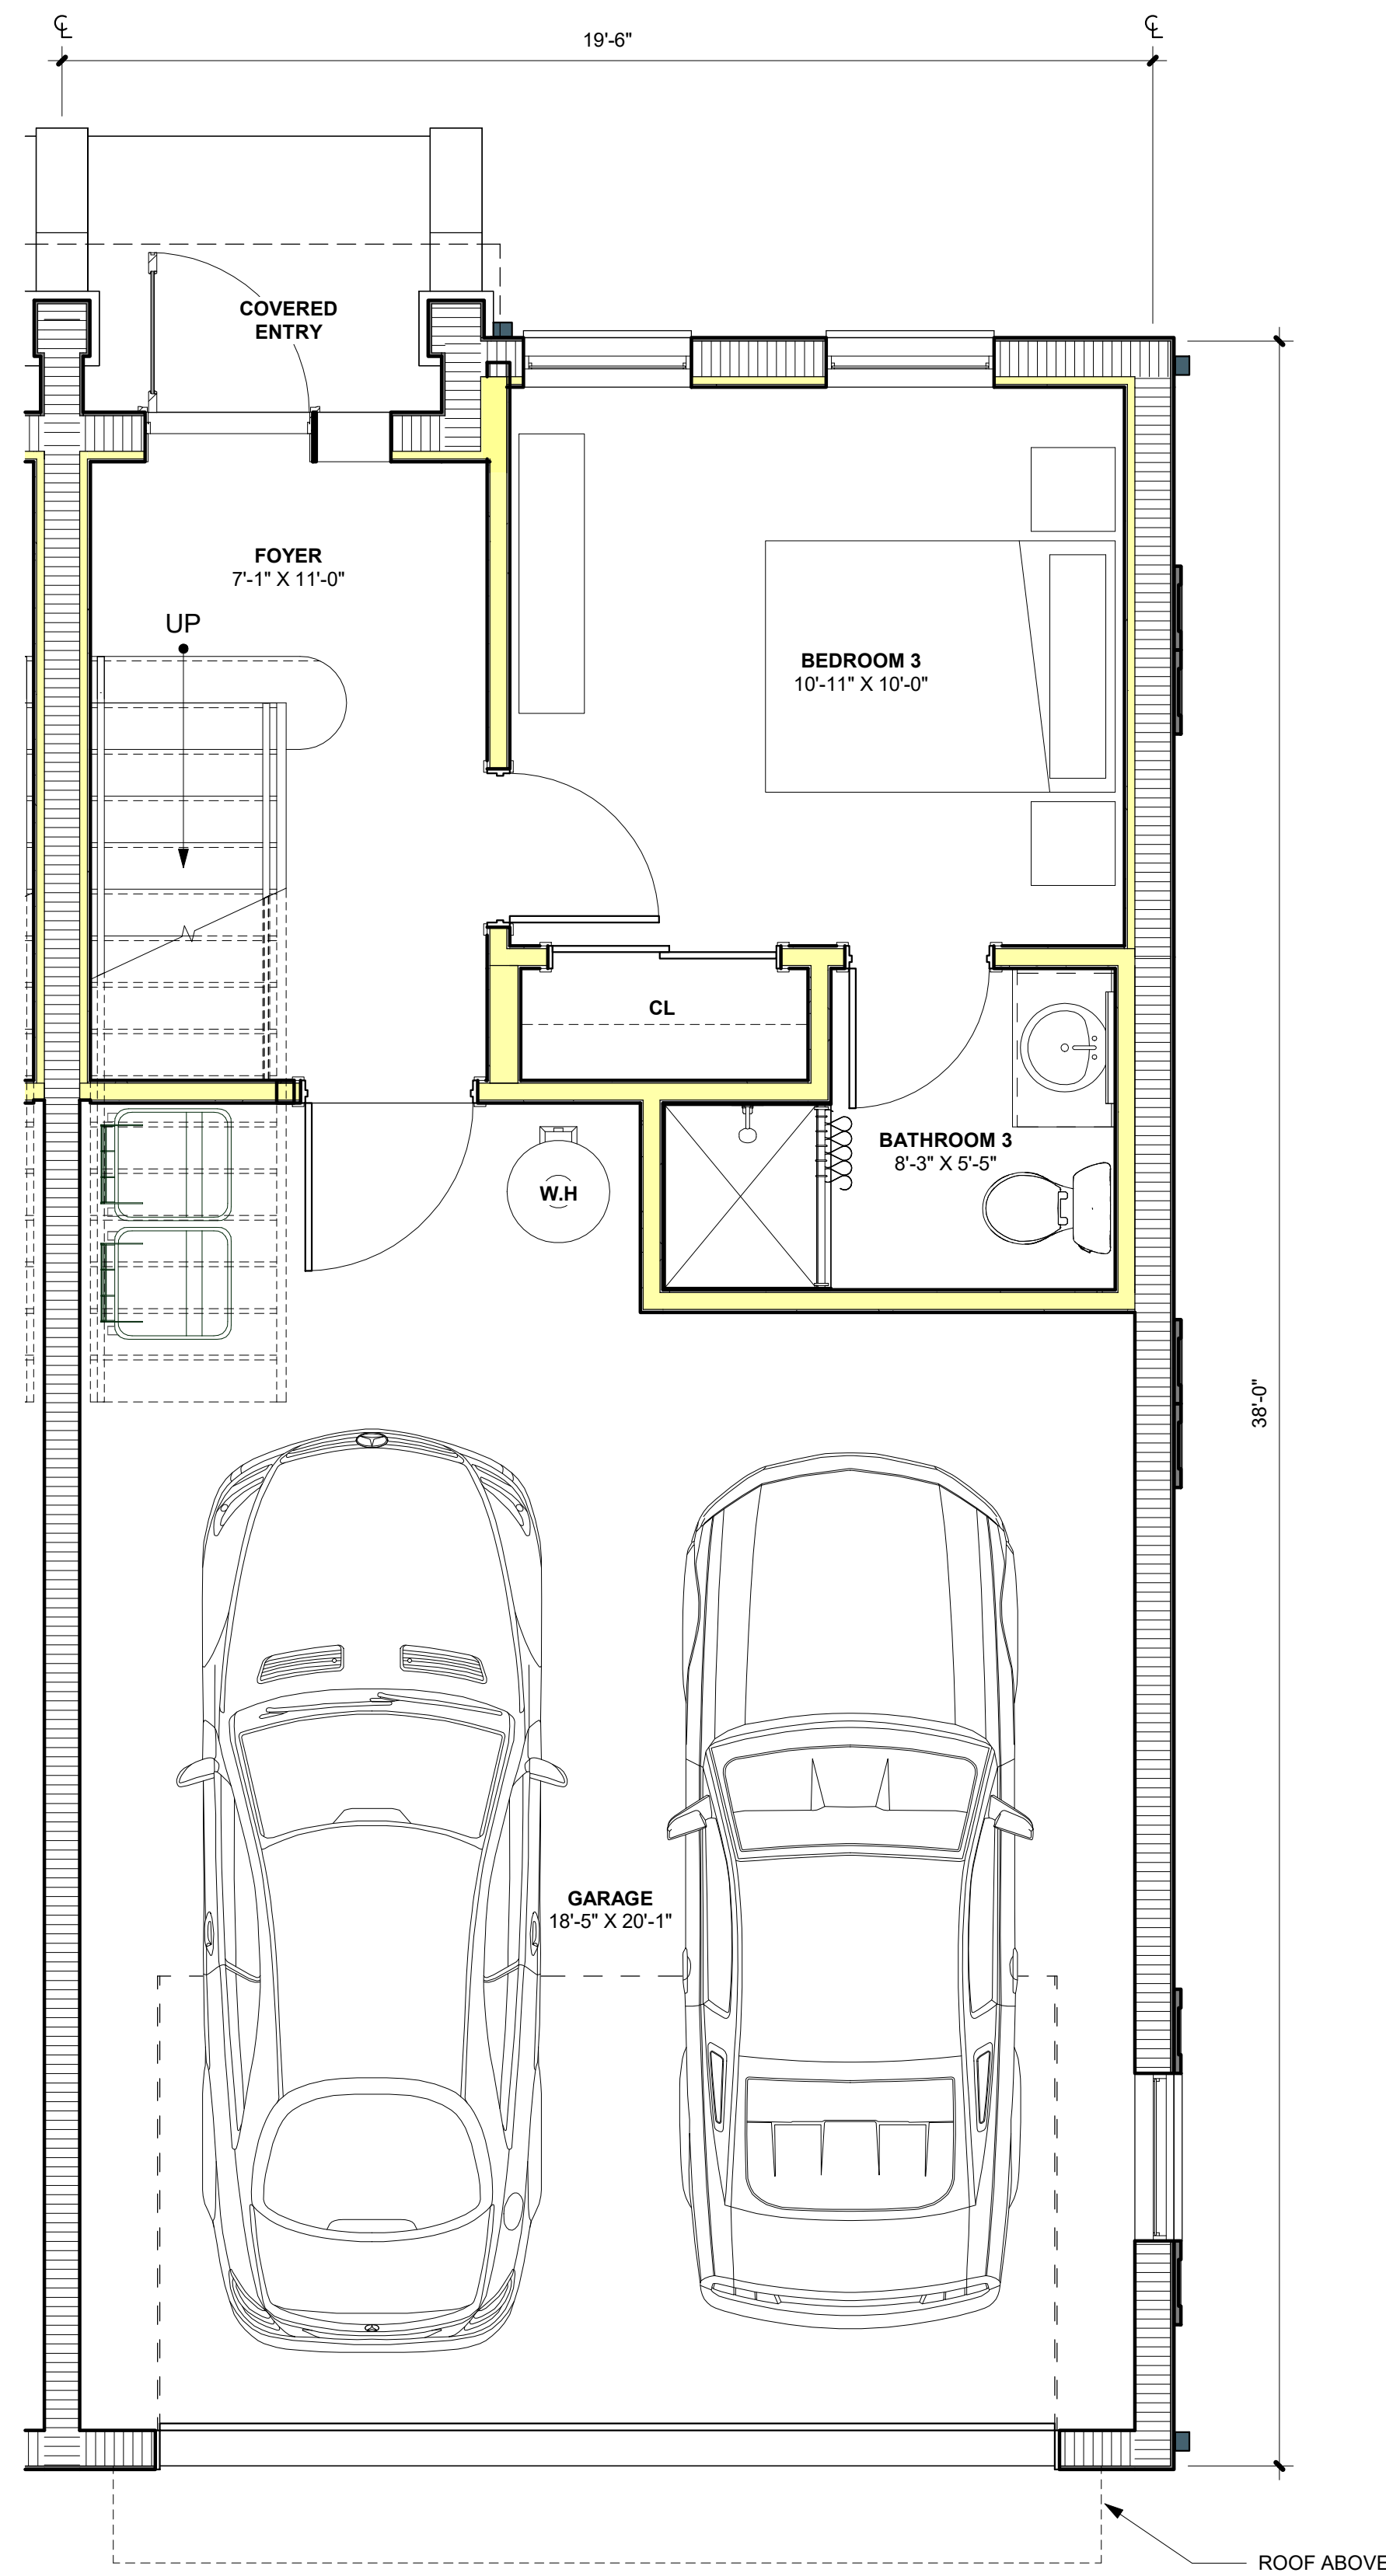 ℄ ℄
19'-6"
COVERED
ENTRY
FOYER
7'-1" X 11'-0"
UP
BEDROOM 3
10'-11" X 10'-0"
CL
BATHROOM 3
8'-3" X 5'-5"
W.H
38'-0"
GARAGE
18'-5" X 20'-1"
ROOF ABOVE